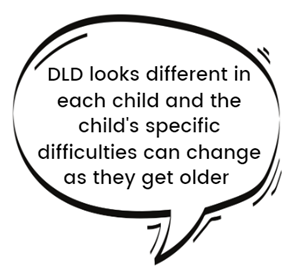 DLD looks different in
each child and the
child's specific
difficulties can change
as they get older